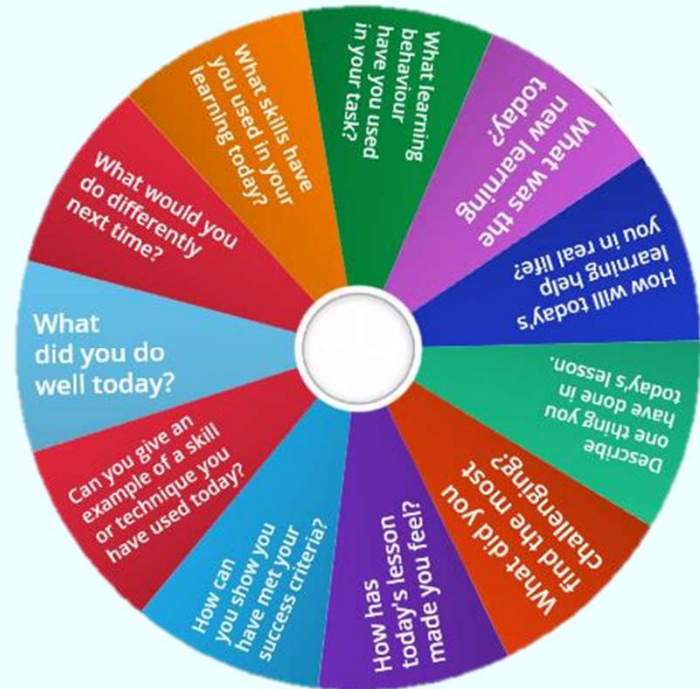 What learning
behaviour
have you used
in your task?
What was the
new learning
today?
How will today's
learning help
you in real life?
Describe
one thing you
have done in
today's lesson.
What did you
find the most
challenging?
How has
today's lesson
made you feel?
How can
you show you
have met your
success criteria?
Can you give an
example of a skill
or technique you
have used today?
What
did you do
well today?
What would you
do differently
next time?
What skills have
you used in your
learning today?